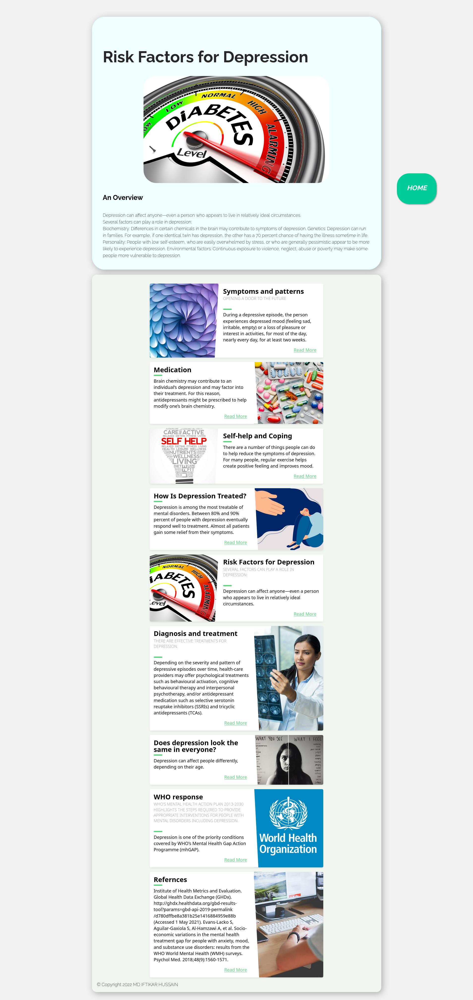 Risk Factors for Depression
LOW
LOW
NORMAL
HIGH
ALARMING
DiABETES
Level
HOME
An Overview
Depression can affect anyone—even a person who appears to live in relatively ideal circumstances.
Several factors can play a role in depression:
Biochemistry: Differences in certain chemicals in the brain may contribute to symptoms of depression. Genetics: Depression can run
in families. For example, if one identical twin has depression, the other has a 70 percent chance of having the illness sometime in life.
Personality: People with low self-esteem, who are easily overwhelmed by stress, or who are generally pessimistic appear to be more
likely to experience depression. Environmental factors: Continuous exposure to violence, neglect, abuse or poverty may make some
people more vulnerable to depression.
Symptoms and patterns
OPENING A DOOR TO THE FUTURE
During a depressive episode, the person
experiences depressed mood (feeling sad,
irritable, empty) or a loss of pleasure or
interest in activities, for most of the day,
nearly every day, for at least two weeks.
Read More
Medication
Brain chemistry may contribute to an
individual’s depression and may factor into
their treatment. For this reason,
antidepressants might be prescribed to help
modify one’s brain chemistry.
Read More
CARE ACTIVE
RELAXED DIETING FITNESS LIVING
SELF HELP
RELAXED DIETING FITNESS LIVING
HEALTH LEISURE WELLNESS
NUTRIENTS
WELLNESS
LIVING
DIET LIFE CARE
FIT
Self-help and Coping
There are a number of things people can do
to help reduce the symptoms of depression.
For many people, regular exercise helps
create positive feeling and improves mood.
Read More
How Is Depression Treated?
Depression is among the most treatable of
mental disorders. Between 80% and 90%
percent of people with depression eventually
respond well to treatment. Almost all patients
gain some relief from their symptoms.
Read More
NORMAL
HIGH
ALARMING
iABETES
Level
Risk Factors for Depression
SEVERAL FACTORS CAN PLAY A ROLE IN
DEPRESSION:
Depression can affect anyone—even a person
who appears to live in relatively ideal
circumstances.
Read More
Diagnosis and treatment
THERE ARE EFFECTIVE TREATMENTS FOR
DEPRESSION.
Depending on the severity and pattern of
depressive episodes over time, health-care
providers may offer psychological treatments
such as behavioural activation, cognitive
behavioural therapy and interpersonal
psychotherapy, and/or antidepressant
medication such as selective serotonin
reuptake inhibitors (SSRIs) and tricyclic
antidepressants (TCAs).
Read More
Does depression look the
same in everyone?
Depression can affect people differently,
depending on their age.
Read More
WHAT YOU SEE
WHAT I FEEL
WHO response
WHO’S MENTAL HEALTH ACTION PLAN 2013-2030
HIGHLIGHTS THE STEPS REQUIRED TO PROVIDE
APPROPRIATE INTERVENTIONS FOR PEOPLE WITH
MENTAL DISORDERS INCLUDING DEPRESSION.
Depression is one of the priority conditions
covered by WHO’s Mental Health Gap Action
Programme (mhGAP).
Read More
World Health
Organization
Refernces
Institute of Health Metrics and Evaluation.
Global Health Data Exchange (GHDx).
http://ghdx.healthdata.org/gbd-results-
tool?params=gbd-api-2019-permalink
/d780dffbe8a381b25e1416884959e88b
(Accessed 1 May 2021). Evans-Lacko S,
Aguilar-Gaxiola S, Al-Hamzawi A, et al. Socio-
economic variations in the mental health
treatment gap for people with anxiety, mood,
and substance use disorders: results from the
WHO World Mental Health (WMH) surveys.
Psychol Med. 2018;48(9):1560-1571.
Read More
© Copyright 2022 MD IFTIKAR HUSSAIN